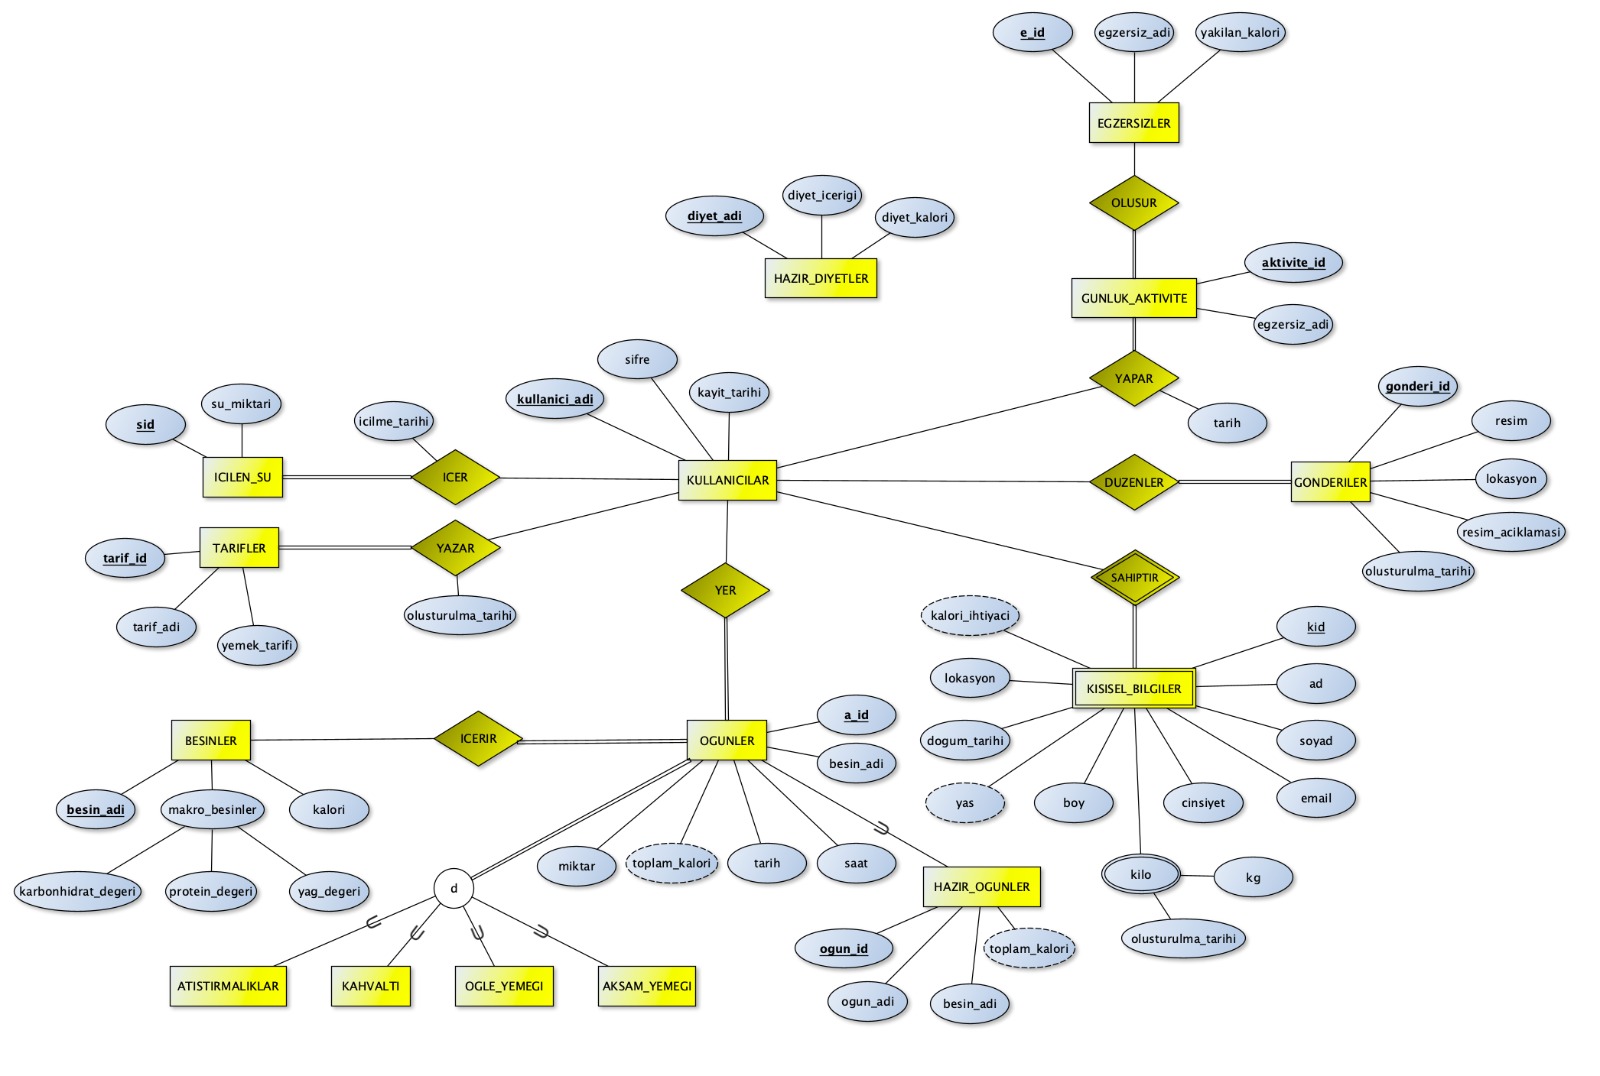 e_id
egzersiz_adi
yakilan_kalori
EGZERSIZLER
OLUSUR
diyet_adi
diyet_icerigi
diyet_kalori
HAZIR_DIYETLER
aktivite_id
GUNLUK_AKTIVITE
egzersiz_adi
YAPAR
tarih
sifre
kullanici_adi
kayit_tarihi
KULLANICILAR
sid
su_miktari
icilme_tarihi
ICILEN_SU
ICER
gonderi_id
resim
lokasyon
DUZENLER
GONDERILER
resim_aciklamasi
olusturulma_tarihi
TARIFLER
YAZAR
tarif_id
tarif_adi
yemek_tarifi
olusturulma_tarihi
YER
SAHIPTIR
kalori_ihtiyaci
kid
lokasyon
KISISEL_BILGILER
ad
dogum_tarihi
soyad
yas
boy
cinsiyet
email
kilo
kg
olusturulma_tarihi
BESINLER
ICERIR
OGUNLER
a_id
besin_adi
besin_adi
makro_besinler
kalori
karbonhidrat_degeri
protein_degeri
yag_degeri
miktar
toplam_kalori
tarih
saat
d
HAZIR_OGUNLER
ogun_id
toplam_kalori
ogun_adi
besin_adi
ATISTIRMALIKLAR
KAHVALTI
OGLE_YEMEGI
AKSAM_YEMEGI